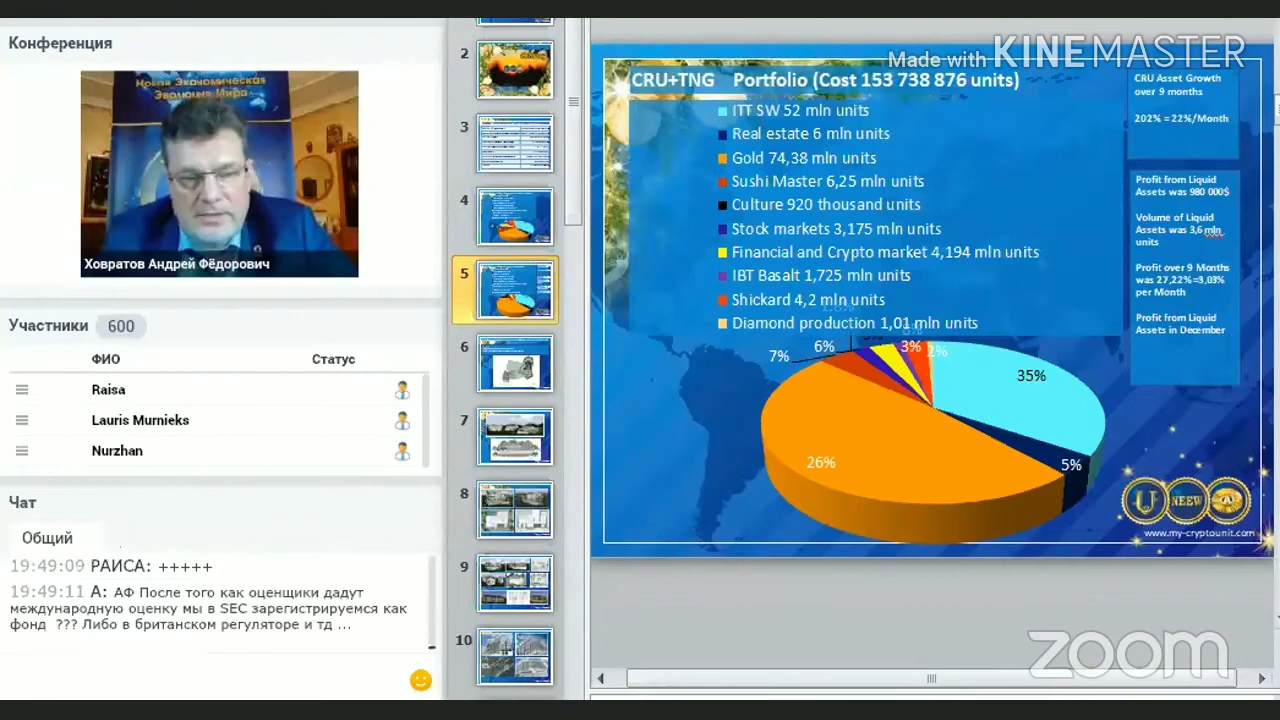 Конференция
Новая Экономическая
Эволюция Мира
Ховратов Андрей Фёдорович
Участники 600
ФИО Статус
Raisa
Lauris Murnieks
Nurzhan
Чат
Общий
19:49:09 РАИСА: +++++
19:49:11 А: АФ После того как оценщики дадут
международную оценку мы в SEC зарегистрируемся как
фонд ??? Либо в британском регуляторе и тд ...
2
3
4
5
6
7
8
9
10
Made with KINEMASTER
CRU+TNG Portfolio (Cost 153 738 876 units)
ITT SW 52 mln units
Real estate 6 mln units
Gold 74,38 mln units
Sushi Master 6,25 mln units
Culture 920 thousand units
Stock markets 3,175 mln units
Financial and Crypto market 4,194 mln units
IBT Basalt 1,725 mln units
Shickard 4,2 mln units
Diamond production 1,01 mln units
7%
6%
3%
2%
35%
26%
5%
CRU Asset Growth
over 9 months
202% =22%/Month
Profit from Liquid
Assets was 980 000$
Volume of Liquid
Assets was 3,6 mln
units
Profit over 9 Months
was 27,22% =3,03%
per Month
Profit from Liquid
Assets in December
U NEEW
www.my-cryptounit.com
zoom